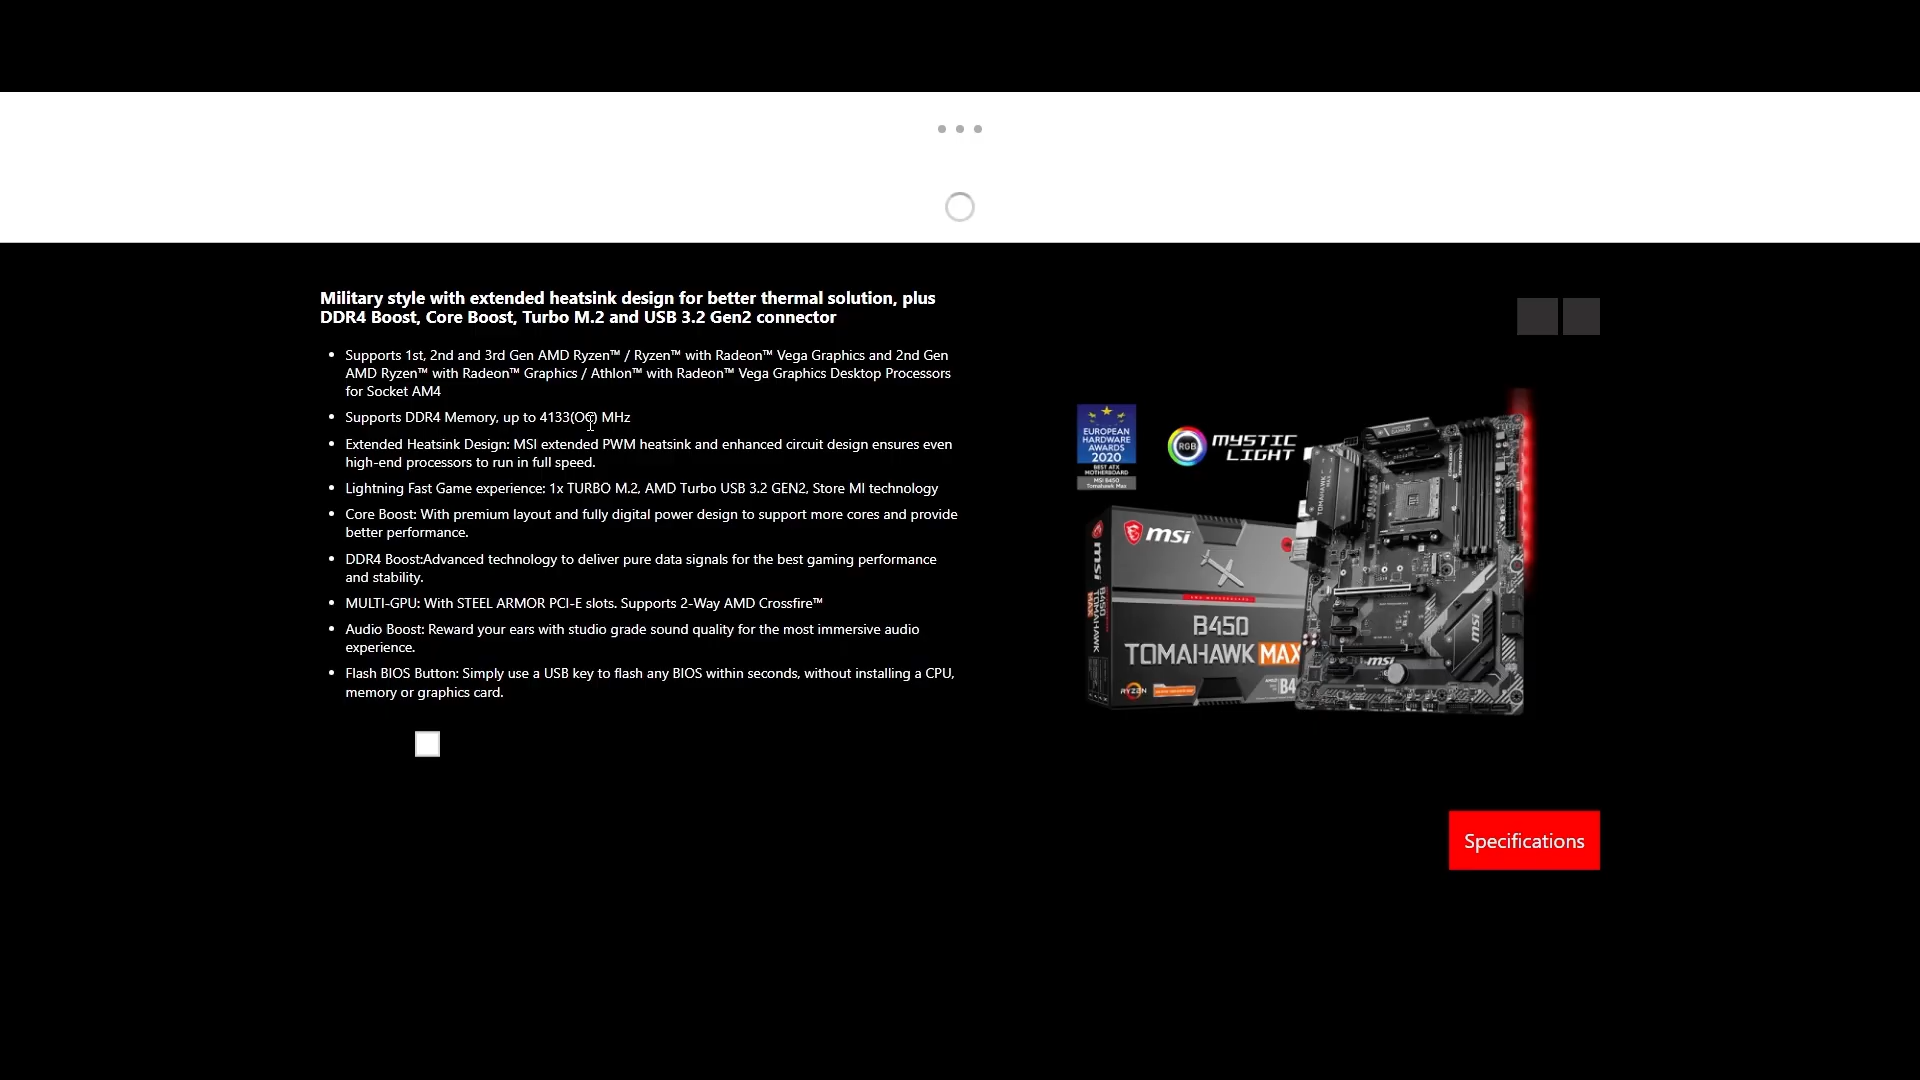 Military style with extended heatsink design for better thermal solution, plus
DDR4 Boost, Core Boost, Turbo M.2 and USB 3.2 Gen2 connector
Supports 1st, 2nd and 3rd Gen AMD Ryzen™ / Ryzen™ with Radeon™ Vega Graphics and 2nd Gen
AMD Ryzen™ with Radeon™ Graphics / Athlon™ with Radeon™ Vega Graphics Desktop Processors
for Socket AM4
Supports DDR4 Memory, up to 4133(OC) MHz
Extended Heatsink Design: MSI extended PWM heatsink and enhanced circuit design ensures even
high-end processors to run in full speed.
Lightning Fast Game experience: 1x TURBO M.2, AMD Turbo USB 3.2 GEN2, Store MI technology
Core Boost: With premium layout and fully digital power design to support more cores and provide
better performance.
DDR4 Boost:Advanced technology to deliver pure data signals for the best gaming performance
and stability.
MULTI-GPU: With STEEL ARMOR PCI-E slots. Supports 2-Way AMD Crossfire™
Audio Boost: Reward your ears with studio grade sound quality for the most immersive audio
experience.
Flash BIOS Button: Simply use a USB key to flash any BIOS within seconds, without installing a CPU,
memory or graphics card.
EUROPEAN
HARDWARE
AWARDS
2020
BEST ATX
MOTHERBOARD
MSI B450
Tomahawk Max
RGB
MYSTIC
LIGHT
msi
B450
TOMAHAWK MAX
RYZEN
B4
msi
B450
TOMAHAWK
MAX
TOMAHAWK
MAX
msi
msi
Specifications